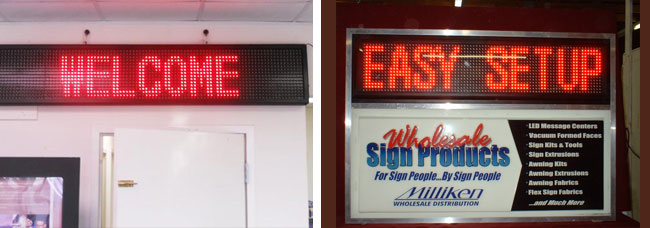 WELCOME
EASY SETUP
Wholesale
Sign Products
For Sign People...By Sign People
Milliken
WHOLESALE DISTRIBUTION
· LED Message Centers
· Vacuum Formed Faces
· Sign Kits & Tools
· Sign Extrusions
· Awning Kits
· Awning Extrusions
· Awning Fabrics
· Flex Sign Fabrics
...and Much More